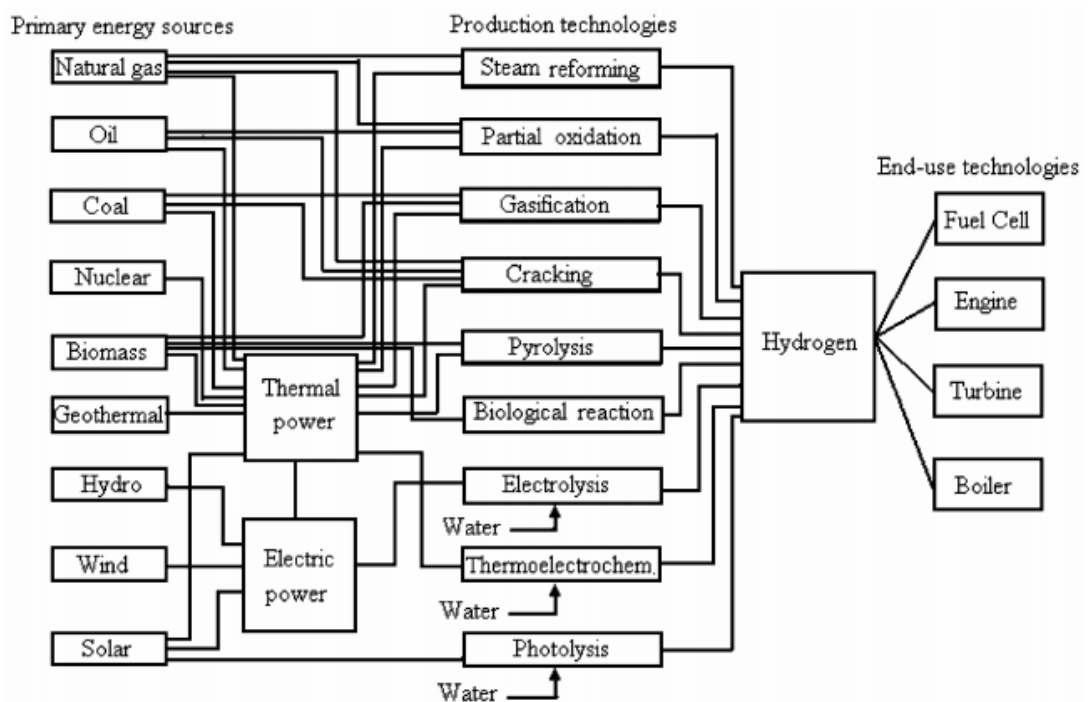 Primary energy sources
Production technologies
Natural gas
Steam reforming
Oil
Partial oxidation
End-use technologies
Coal
Gasification
Fuel Cell
Nuclear
Cracking
Engine
Biomass
Pyrolysis
Hydrogen
Thermal
power
Turbine
Geothermal
Biological reaction
Hydro
Electrolysis
Boiler
Water
Wind
Electric
power
Thermoelectrochem.
Water
Solar
Photolysis
Water